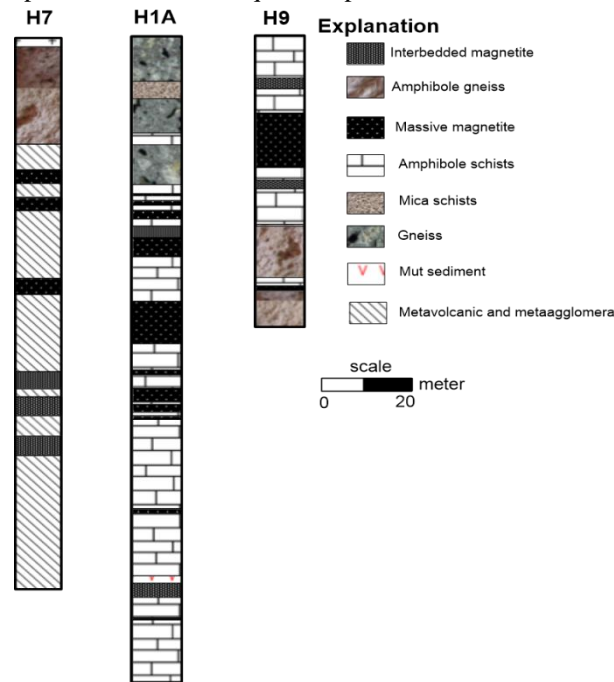 H7 H1A H9
Explanation
Interbedded magnetite
Amphibole gneiss
Massive magnetite
Amphibole schists
Mica schists
Gneiss
Mut sediment
Metavolcanic and metaagglomera
scale
meter
0 20